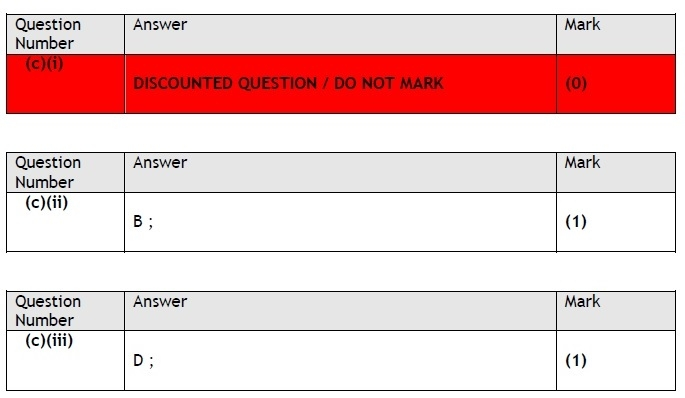 Question Number Answer Mark
(c)(i) DISCOUNTED QUESTION / DO NOT MARK (0)
Question Number Answer Mark
(c)(ii) B ; (1)
Question Number Answer Mark
(c)(iii) D ; (1)